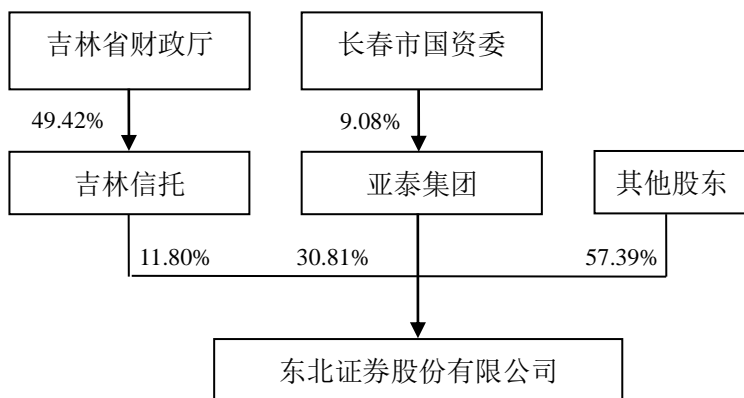 吉林省财政厅
长春市国资委
49.42%
9.08%
吉林信托
亚泰集团
其他股东
11.80%
30.81%
57.39%
东北证券股份有限公司